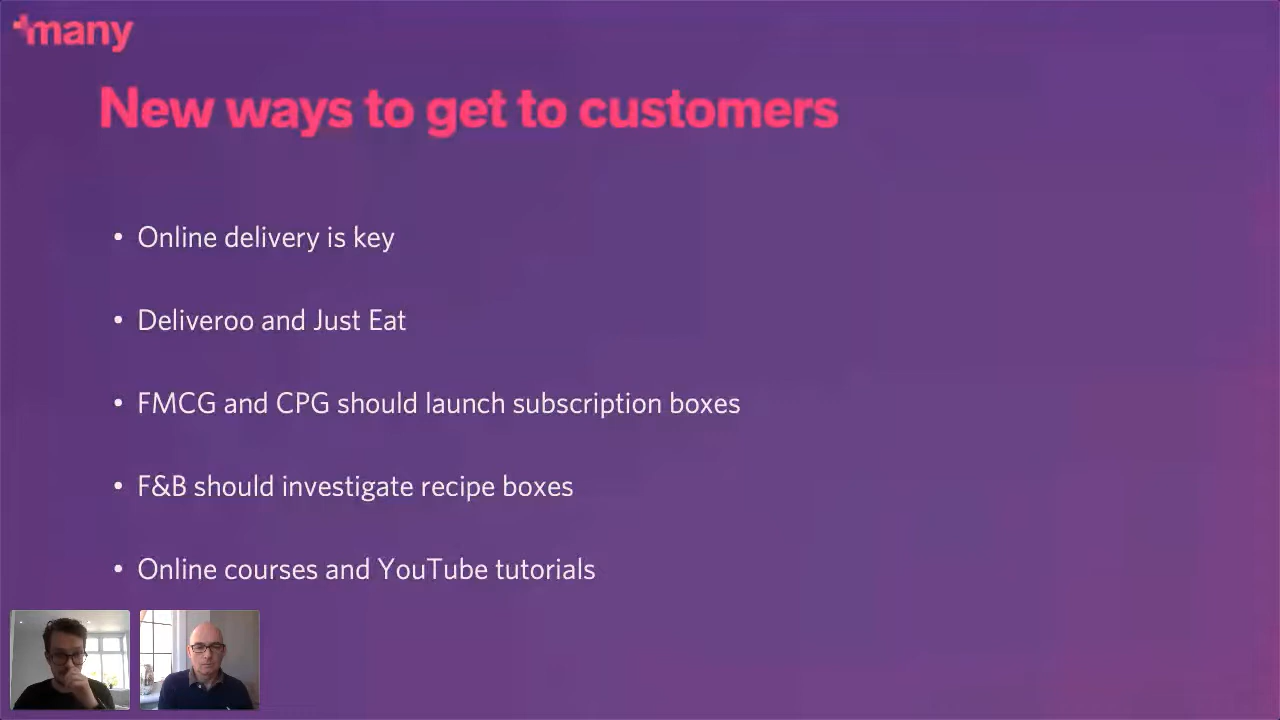 +many
New ways to get to customers
• Online delivery is key
• Deliveroo and Just Eat
• FMCG and CPG should launch subscription boxes
• F&B should investigate recipe boxes
• Online courses and YouTube tutorials